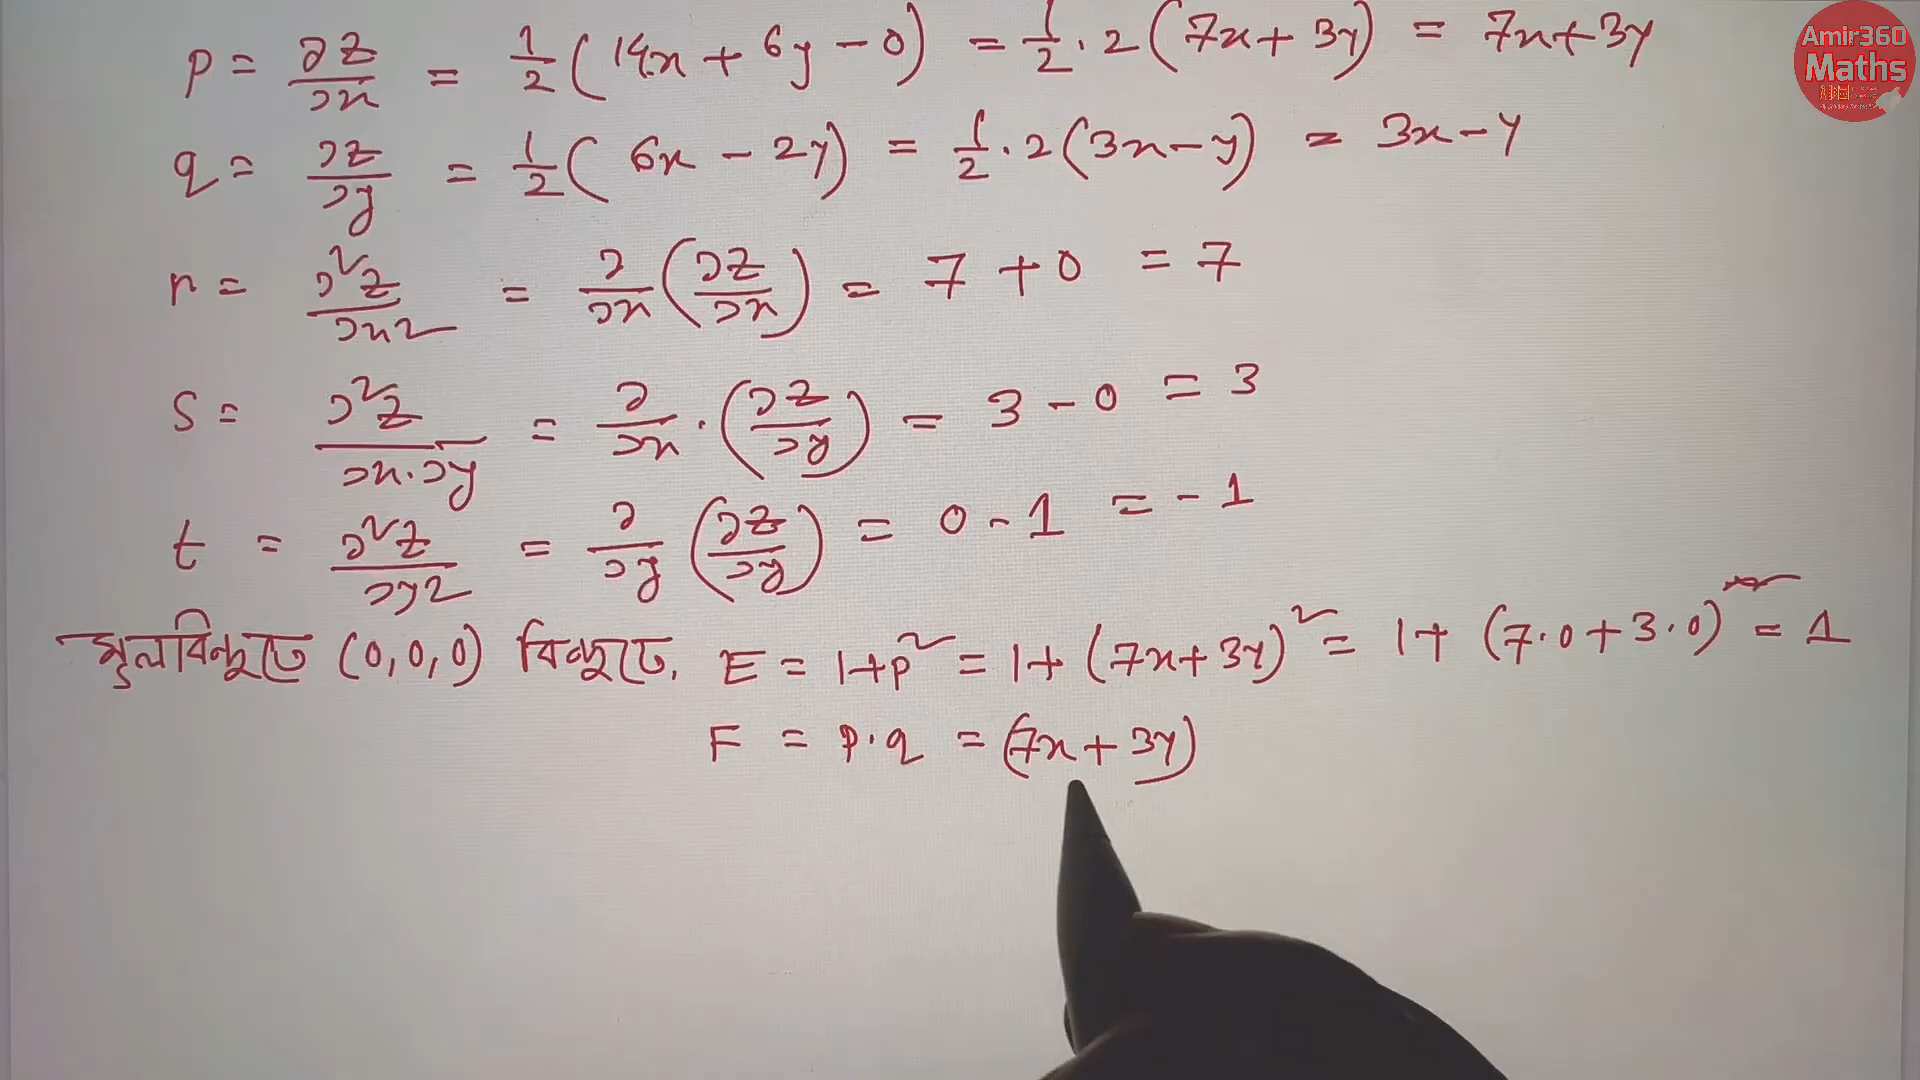 Amir360
Maths
p = ∂z/∂x = 1/2 (14x + 6y - 0) = 1/2 · 2 (7x + 3y) = 7x + 3y
q = ∂z/∂y = 1/2 (6x - 2y) = 1/2 · 2 (3x - y) = 3x - y
r = ∂²z/∂x² = ∂/∂x (∂z/∂x) = 7 + 0 = 7
s = ∂²z/∂x·∂y = ∂/∂x · (∂z/∂y) = 3 - 0 = 3
t = ∂²z/∂y² = ∂/∂y (∂z/∂y) = 0 - 1 = -1
মূলবিন্দুতে (0,0,0) বিন্দুতে, E = 1+p² = 1+ (7x+3y)² = 1+ (7·0+3·0)² = 1
F = p·q = (7x+3y)